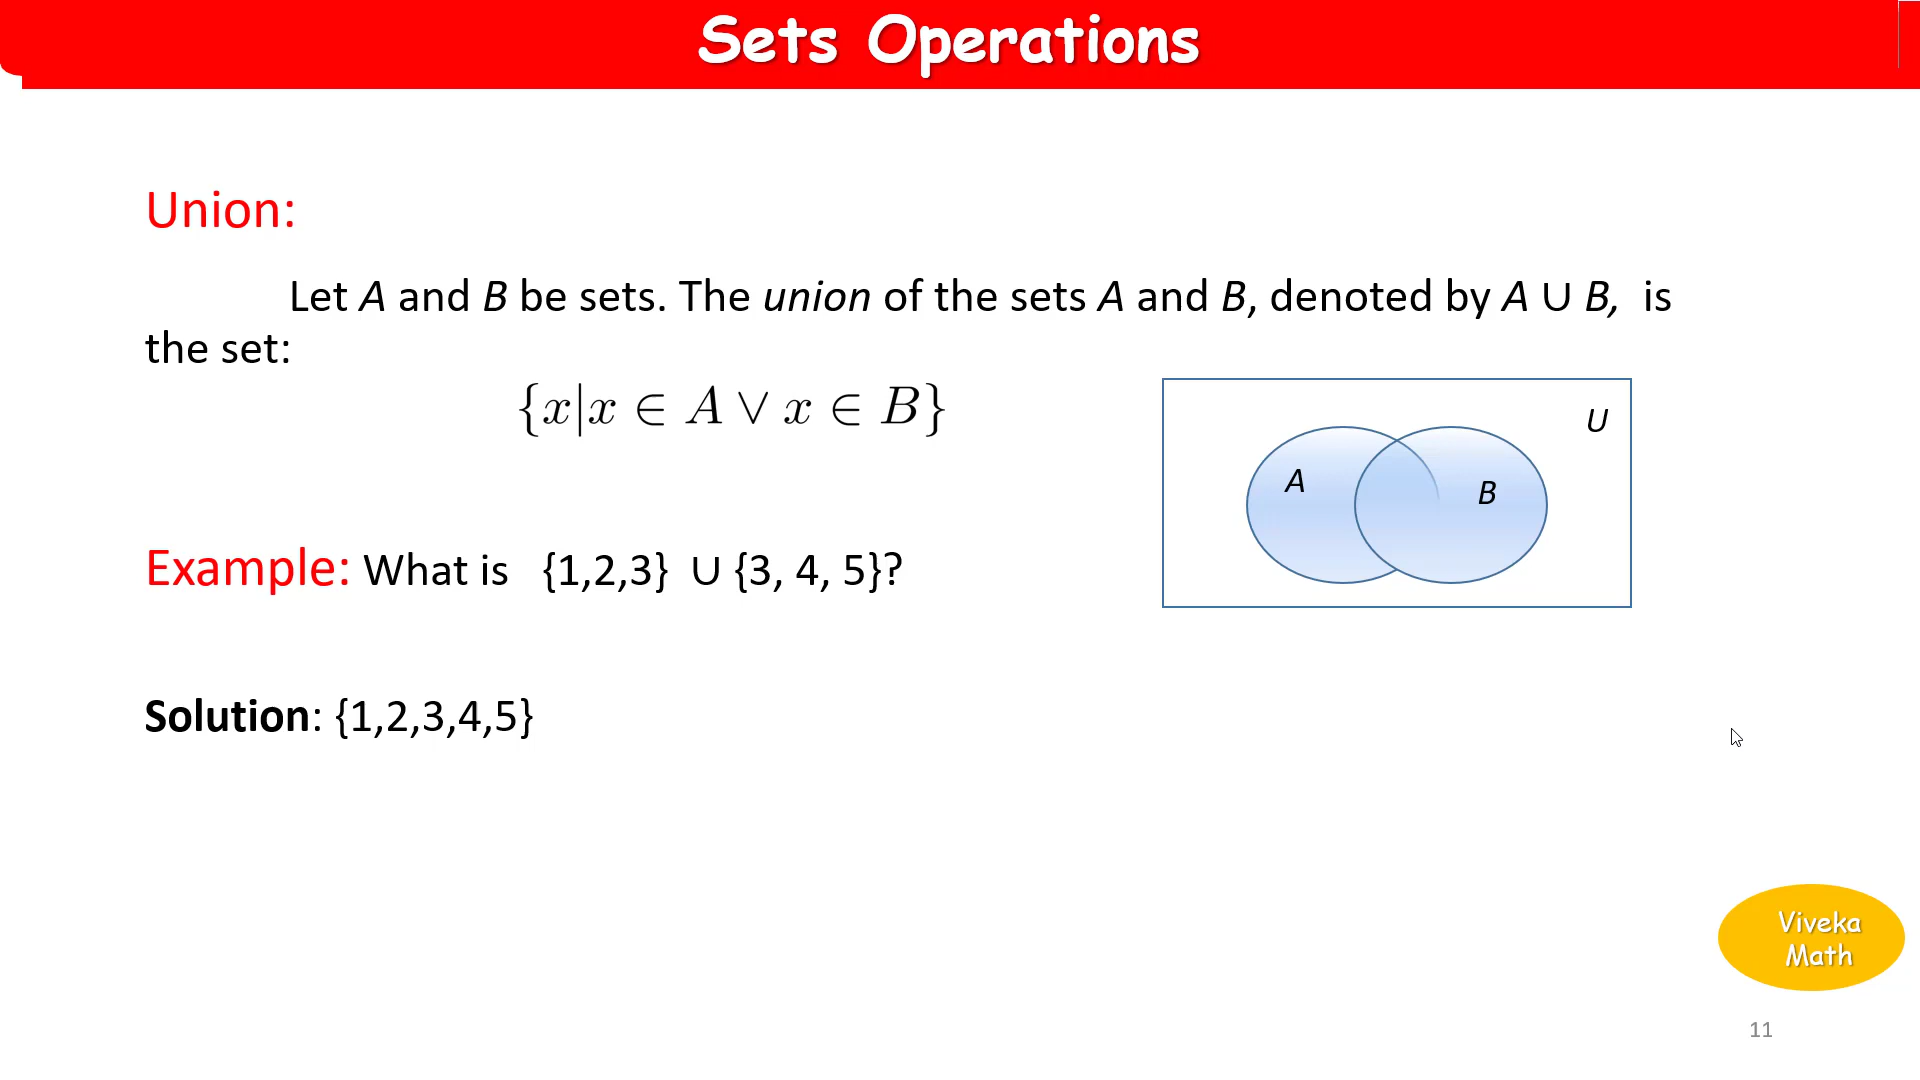 Sets Operations
Union:
Let A and B be sets. The union of the sets A and B, denoted by A ∪ B, is
the set:
{x|x ∈ A ∨ x ∈ B}
U
A
B
Example: What is {1,2,3} ∪ {3, 4, 5}?
Solution: {1,2,3,4,5}
Viveka
Math
11